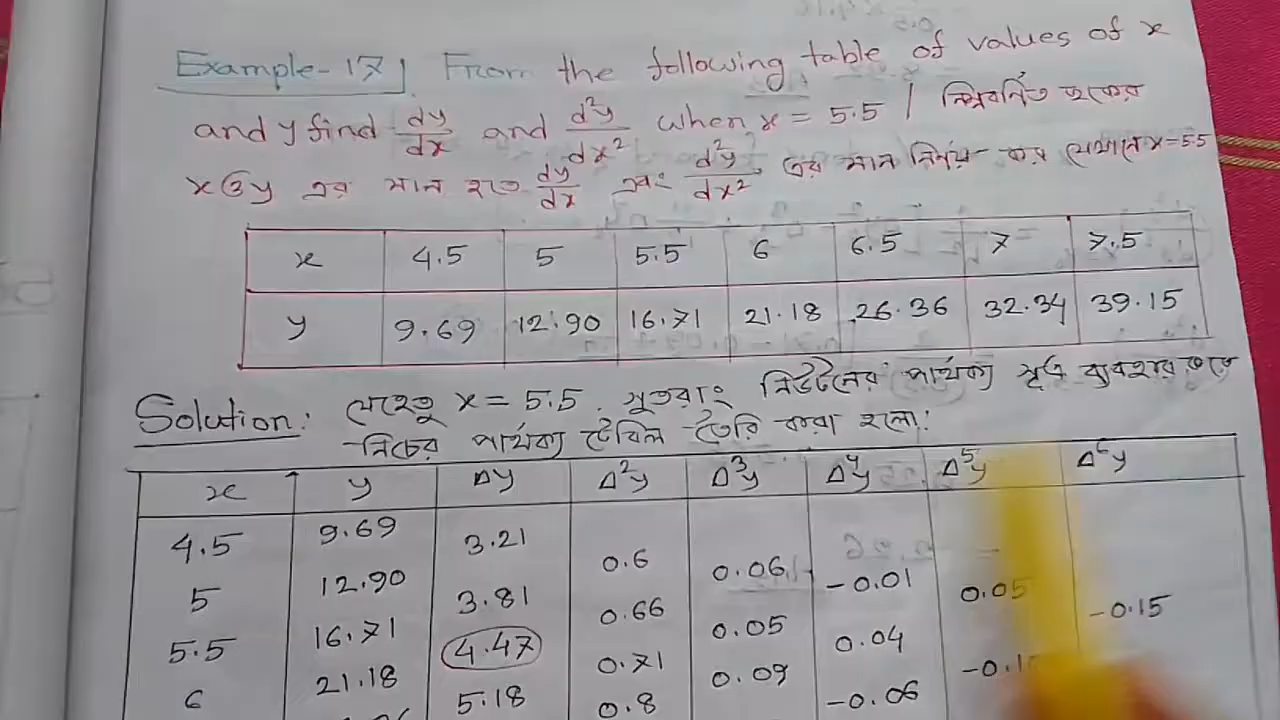 Example-17] From the following table of values of x
and y find dy/dx and d²y/dx² when x = 5.5 | নিম্নবর্নিত ছকের
x ও y এর মান হতে dy/dx এবং d²y/dx² এর মান নির্ণয় কর যেখানে x=5.5
x 4.5 5 5.5 6 6.5 7 7.5
y 9.69 12.90 16.71 21.18 26.36 32.34 39.15
Solution: যেহেতু x = 5.5. সুতরাং নিউটনের পার্থক্য সূত্র ব্যবহার
নিচের পার্থক্য টেবিল তৈরি করা হলো:
x y Δy Δ²y Δ³y Δ⁴y Δ⁵y Δ⁶y
4.5 9.69
3.21
0.6
5 12.90 0.06 -0.01
3.81 0.66 0.05 -0.15
5.5 16.71 4.47 0.05 0.04
0.71
6 21.18 5.18 0.8 0.09 -0.06